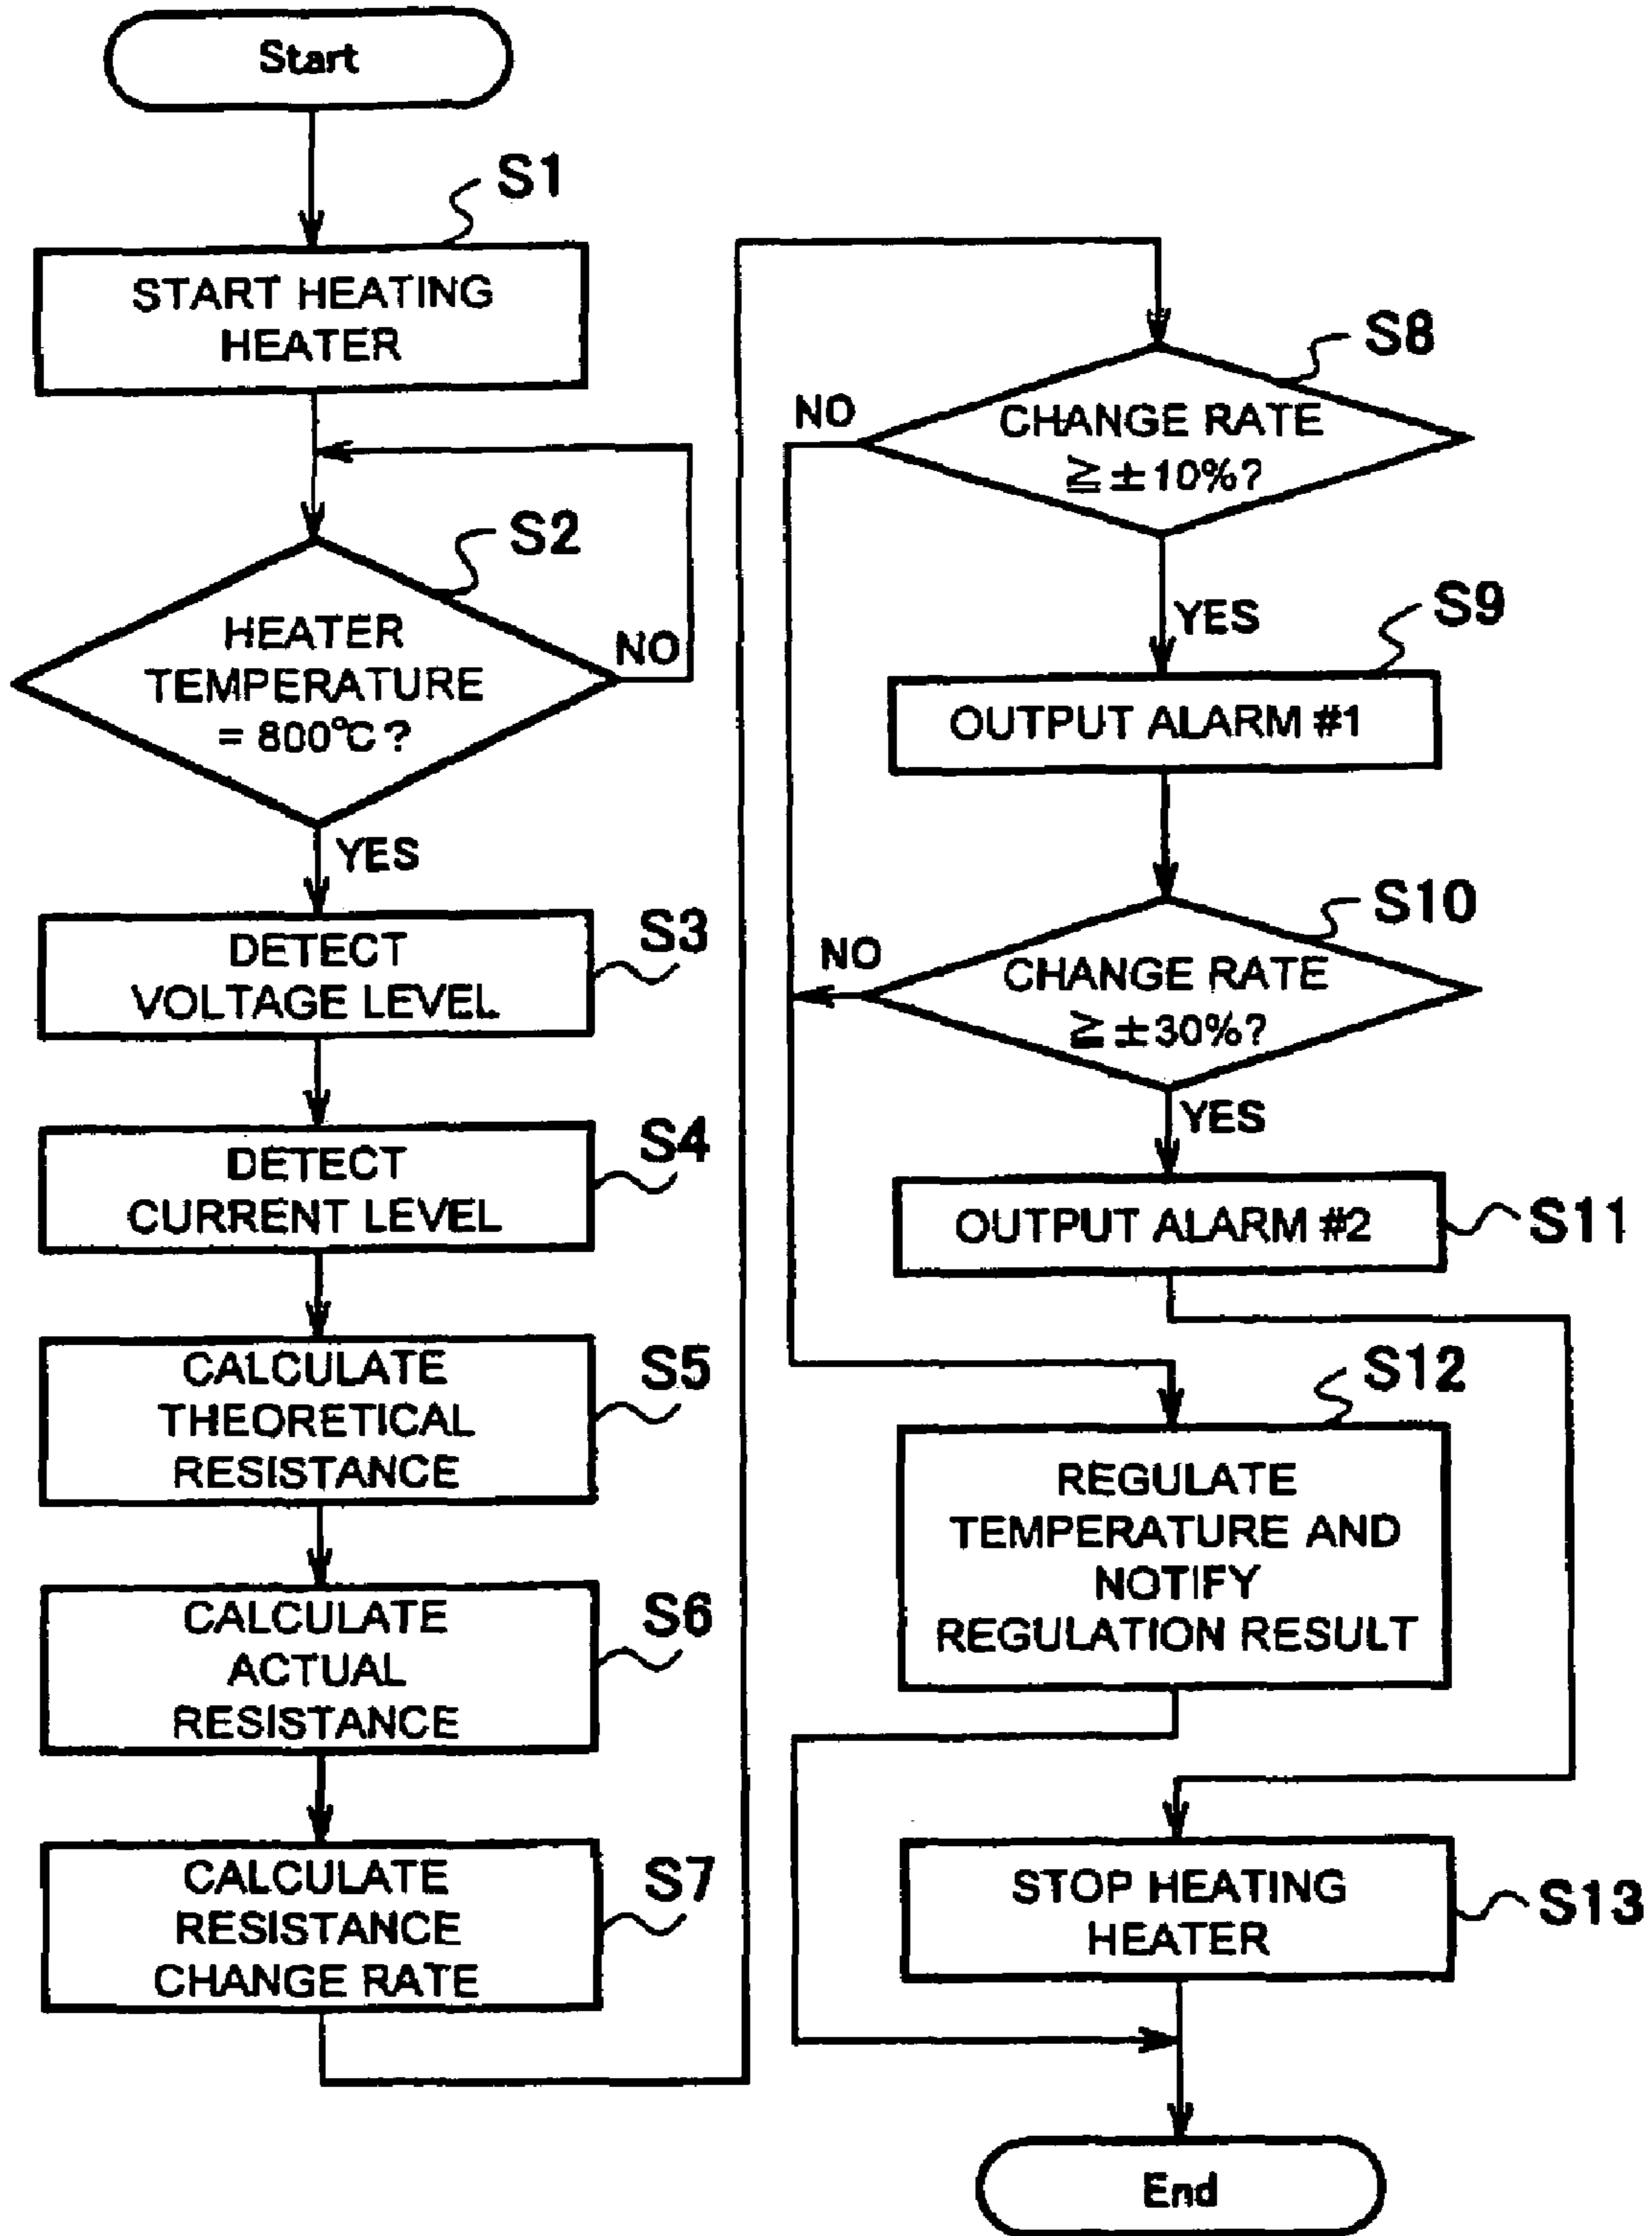 Start
S1
START HEATING
HEATER
S2
HEATER
TEMPERATURE
= 800℃?
NO
YES
S3
DETECT
VOLTAGE LEVEL
S4
DETECT
CURRENT LEVEL
S5
CALCULATE
THEORETICAL
RESISTANCE
S6
CALCULATE
ACTUAL
RESISTANCE
S7
CALCULATE
RESISTANCE
CHANGE RATE
S8
CHANGE RATE
≧ ±10%?
NO
YES
S9
OUTPUT ALARM #1
S10
CHANGE RATE
≧ ±30%?
NO
YES
OUTPUT ALARM #2
S11
S12
REGULATE
TEMPERATURE AND
NOTIFY
REGULATION RESULT
STOP HEATING
HEATER
S13
End